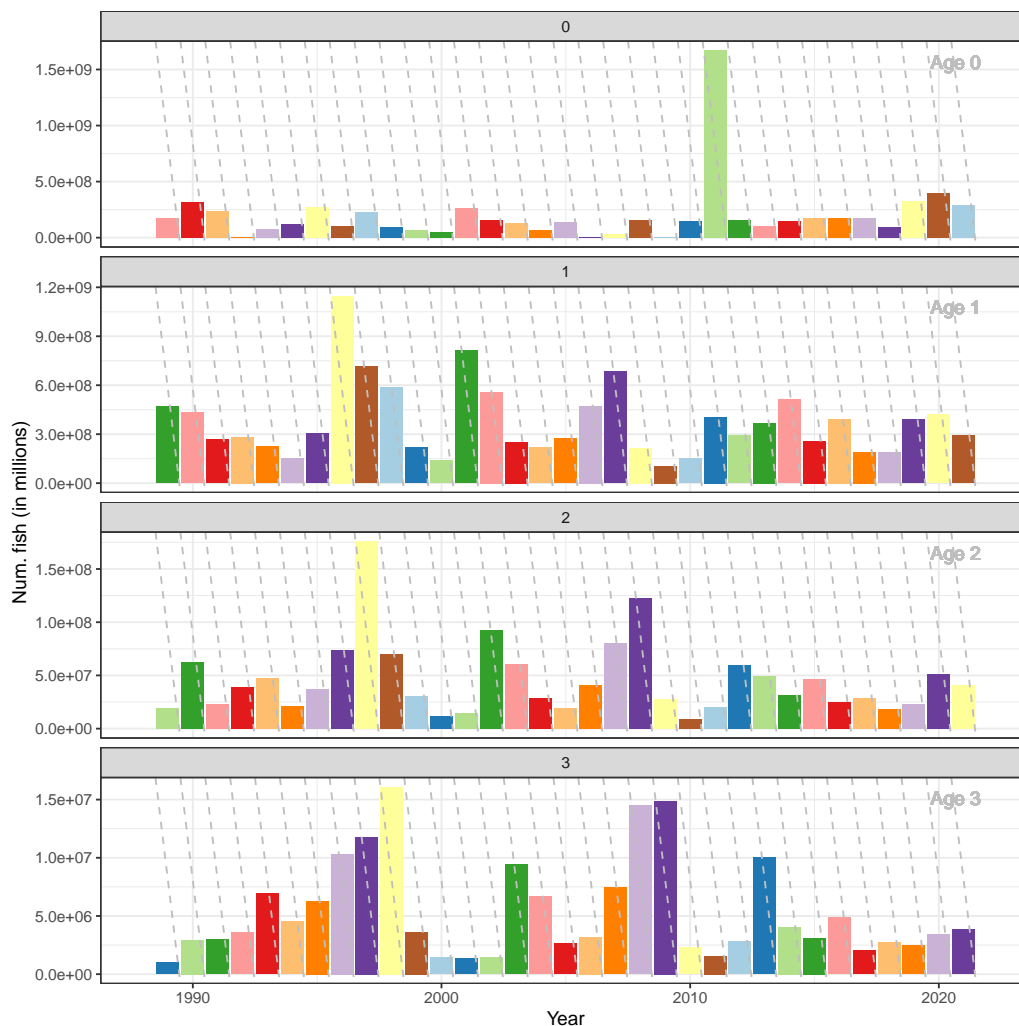 0
Age 0
1.5e+09
1.0e+09
5.0e+08
0.0e+00
1
Age 1
1.2e+09
9.0e+08
6.0e+08
3.0e+08
0.0e+00
2
Age 2
1.5e+08
1.0e+08
5.0e+07
0.0e+00
3
Age 3
1.5e+07
1.0e+07
5.0e+06
0.0e+00
1990
2000
2010
2020
Year
Num. fish (in millions)